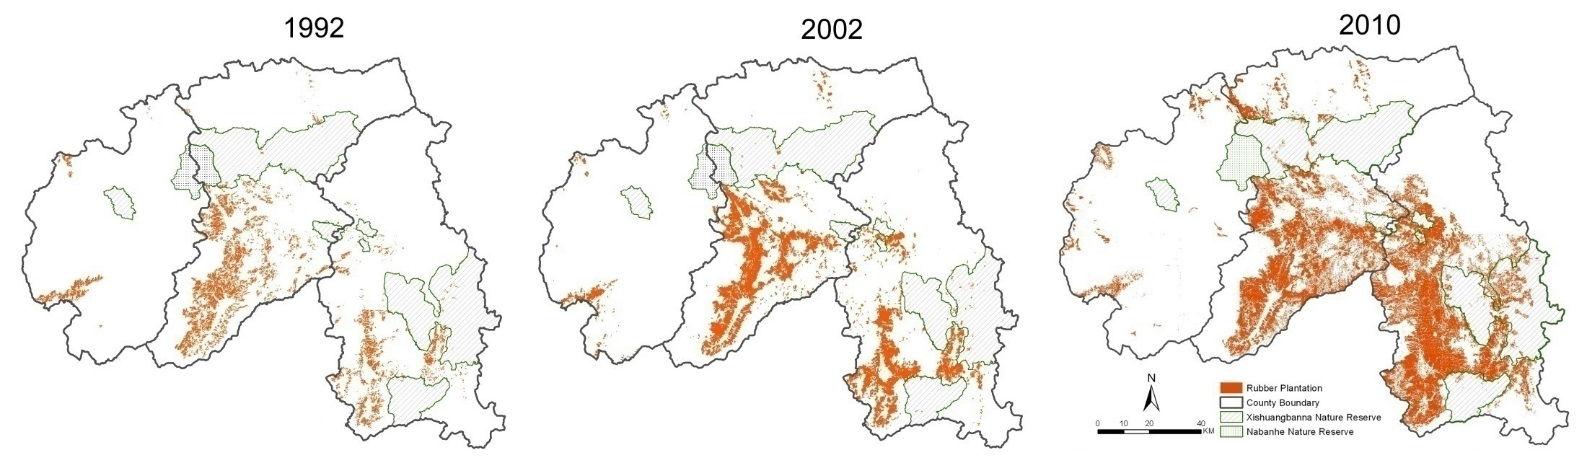 1992
2002
2010
N
0 10 20 40
KM
Rubber Plantation
County Boundary
Xishuangbanna Nature Reserve
Nabanhe Nature Reserve